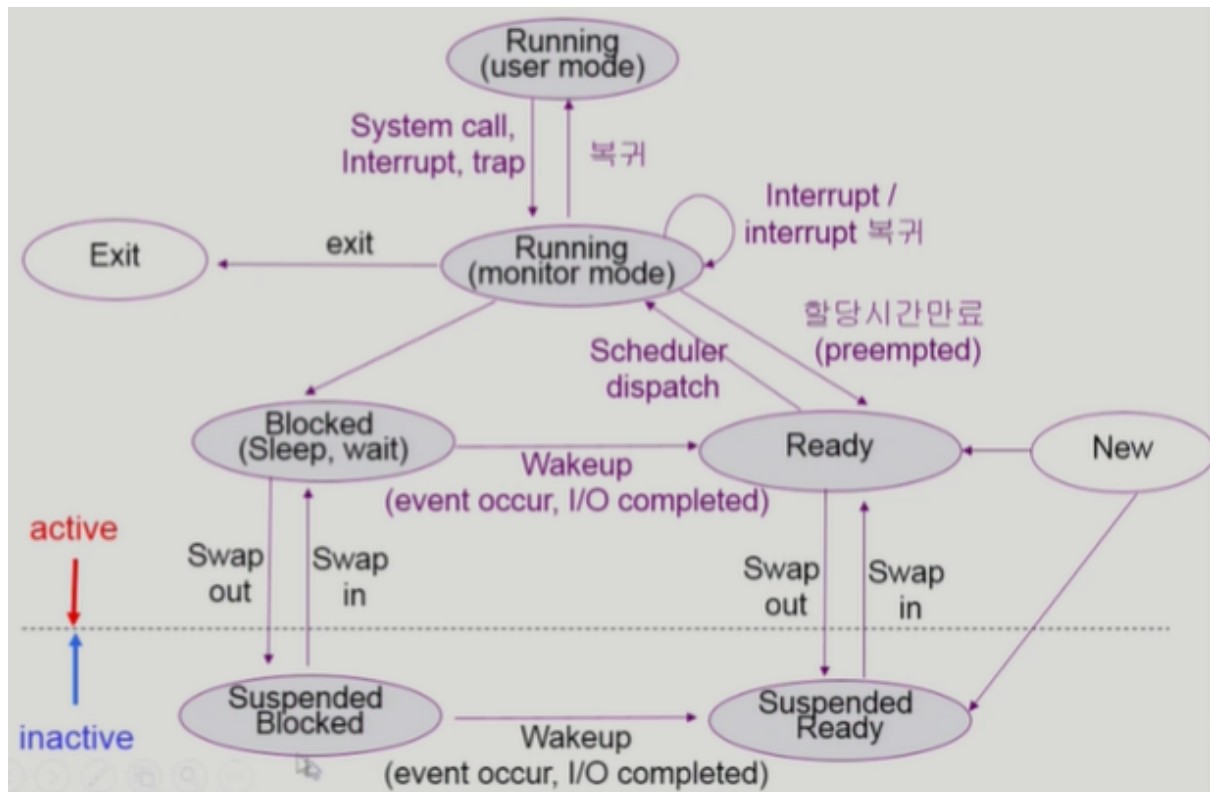 Running
(user mode)
System call,
Interrupt, trap
복귀
Interrupt /
interrupt 복귀
Exit
exit
Running
(monitor mode)
할당시간만료
(preempted)
Scheduler
dispatch
Blocked
(Sleep, wait)
Ready
New
Wakeup
(event occur, I/O completed)
active
Swap
out
Swap
in
Swap
out
Swap
in
inactive
Suspended
Blocked
Suspended
Ready
Wakeup
(event occur, I/O completed)